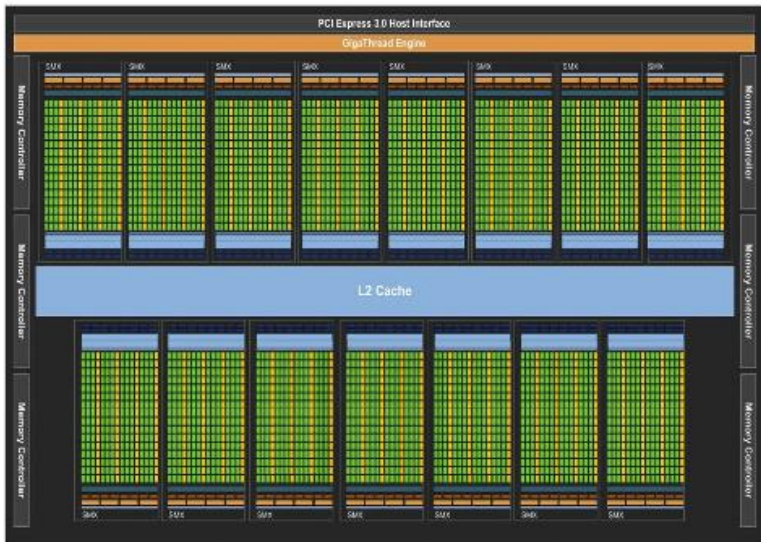 PCI Express 3.0 Host Interface
GigaThread Engine
SMX SMX SMX SMX SMX SMX SMX SMX
Memory Controller
Memory Controller
Memory Controller
Memory Controller
Memory Controller
Memory Controller
L2 Cache
SMX SMX SMX SMX SMX SMX SMX